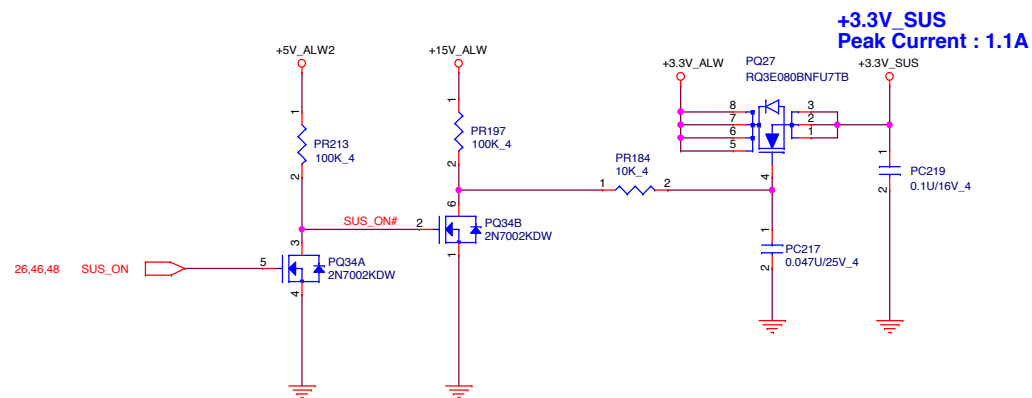 +3.3V_SUS
Peak Current : 1.1A
+5V_ALW2
+15V_ALW
+3.3V_ALW
PQ27
RQ3E080BNFU7TB
+3.3V_SUS
1
PR213
100K_4
2
1
PR197
100K_4
2
8
7
6
5
3
2
1
4
PR184
10K_4
1
2
1
PC219
0.1U/16V_4
2
SUS_ON#
2
6
PQ34B
2N7002KDW
1
1
PC217
0.047U/25V_4
2
26,46,48
SUS_ON
5
3
PQ34A
2N7002KDW
4